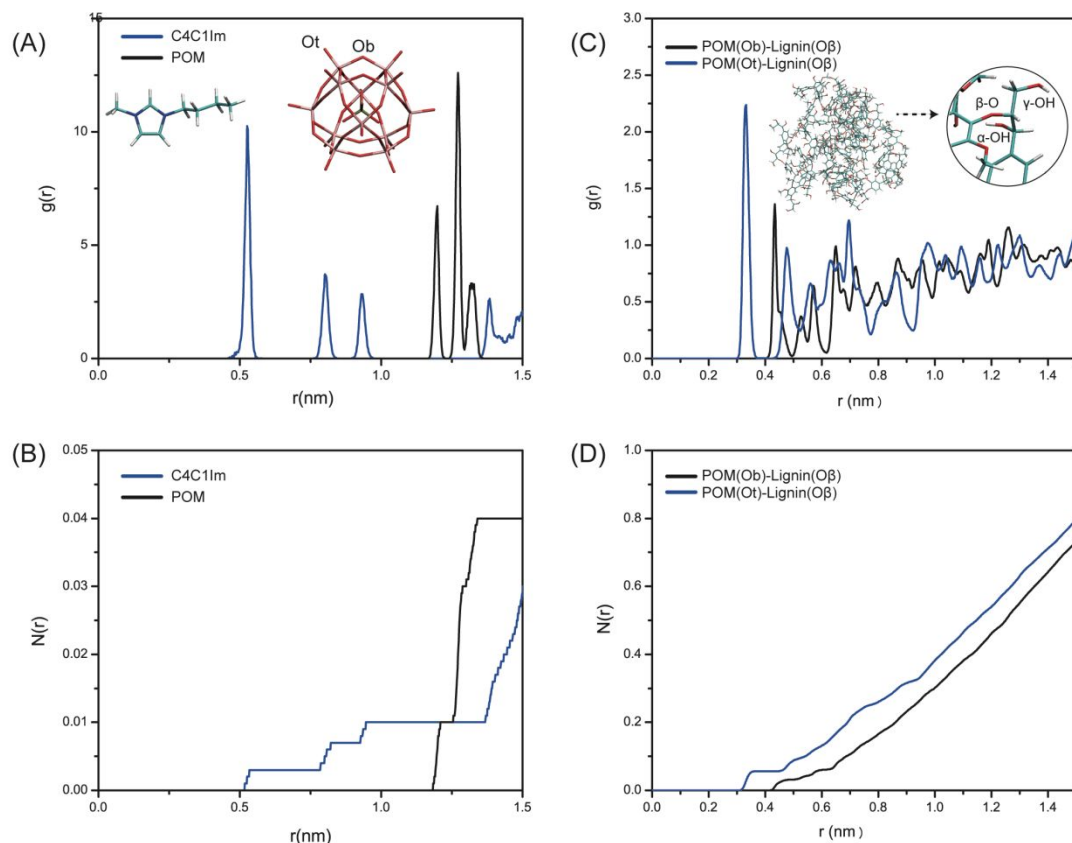 (A)
C4C1Im
POM
Ot
Ob
g(r)
15
10
5
0
0.0
0.5
1.0
1.5
r(nm)
(C)
POM(Ob)-Lignin(Oβ)
POM(Ot)-Lignin(Oβ)
β-O
γ-OH
α-OH
g(r)
3.0
2.5
2.0
1.5
1.0
0.5
0.0
0.0
0.2
0.4
0.6
0.8
1.0
1.2
1.4
r (nm)
(B)
C4C1Im
POM
N(r)
0.05
0.04
0.03
0.02
0.01
0.00
0.0
0.5
1.0
1.5
r(nm)
(D)
POM(Ob)-Lignin(Oβ)
POM(Ot)-Lignin(Oβ)
N(r)
1.0
0.8
0.6
0.4
0.2
0.0
0.0
0.2
0.4
0.6
0.8
1.0
1.2
1.4
r (nm)